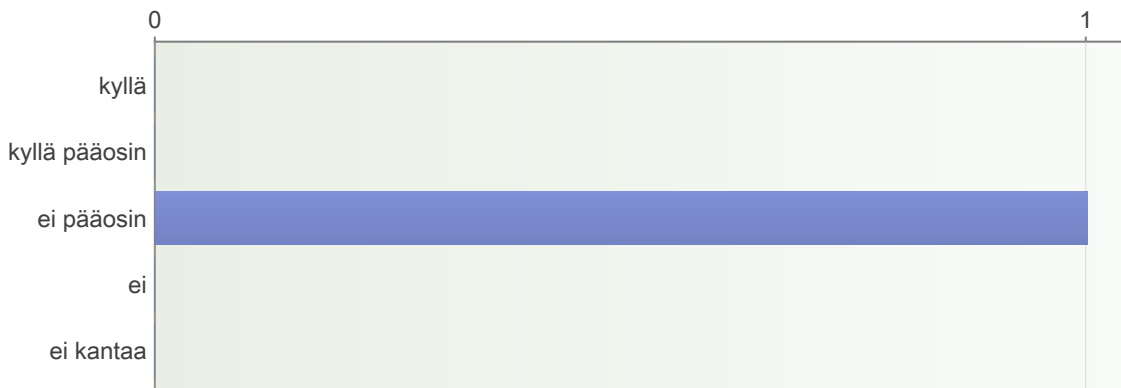 0 1
kyllä
kyllä pääosin
ei pääosin
ei
ei kantaa